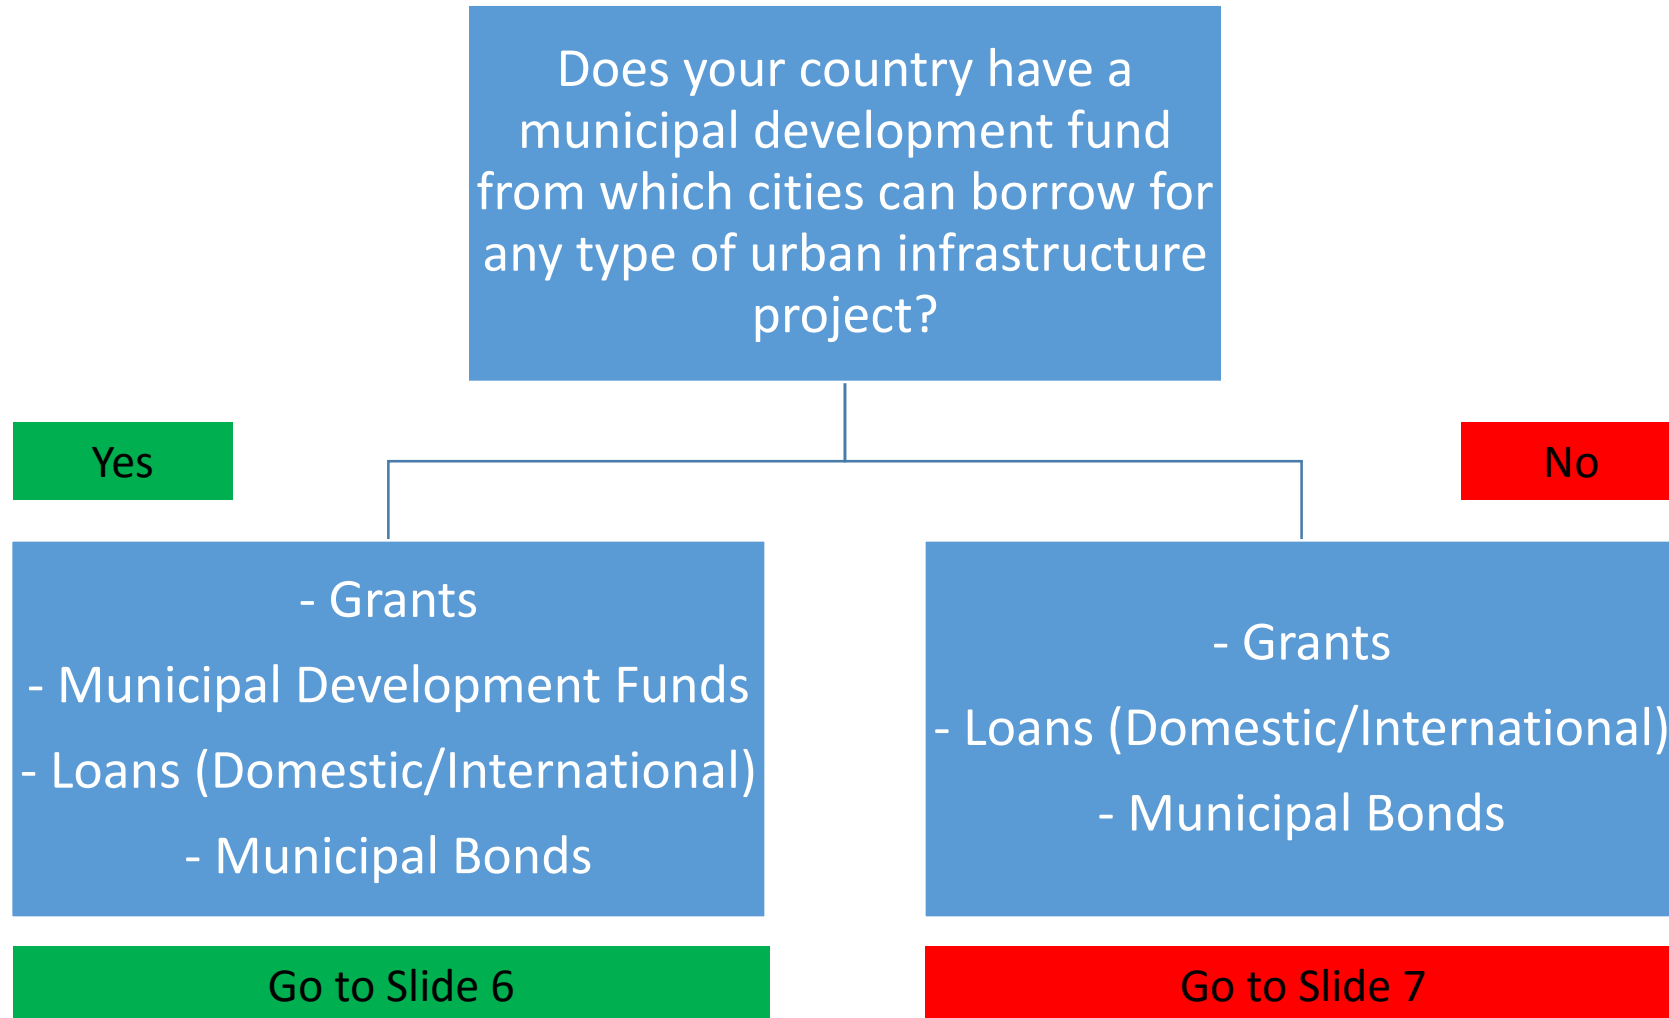 Does your country have a
municipal development fund
from which cities can borrow for
any type of urban infrastructure
project?
Yes
No
- Grants
- Municipal Development Funds
- Loans (Domestic/International)
- Municipal Bonds
- Grants
- Loans (Domestic/International)
- Municipal Bonds
Go to Slide 6
Go to Slide 7